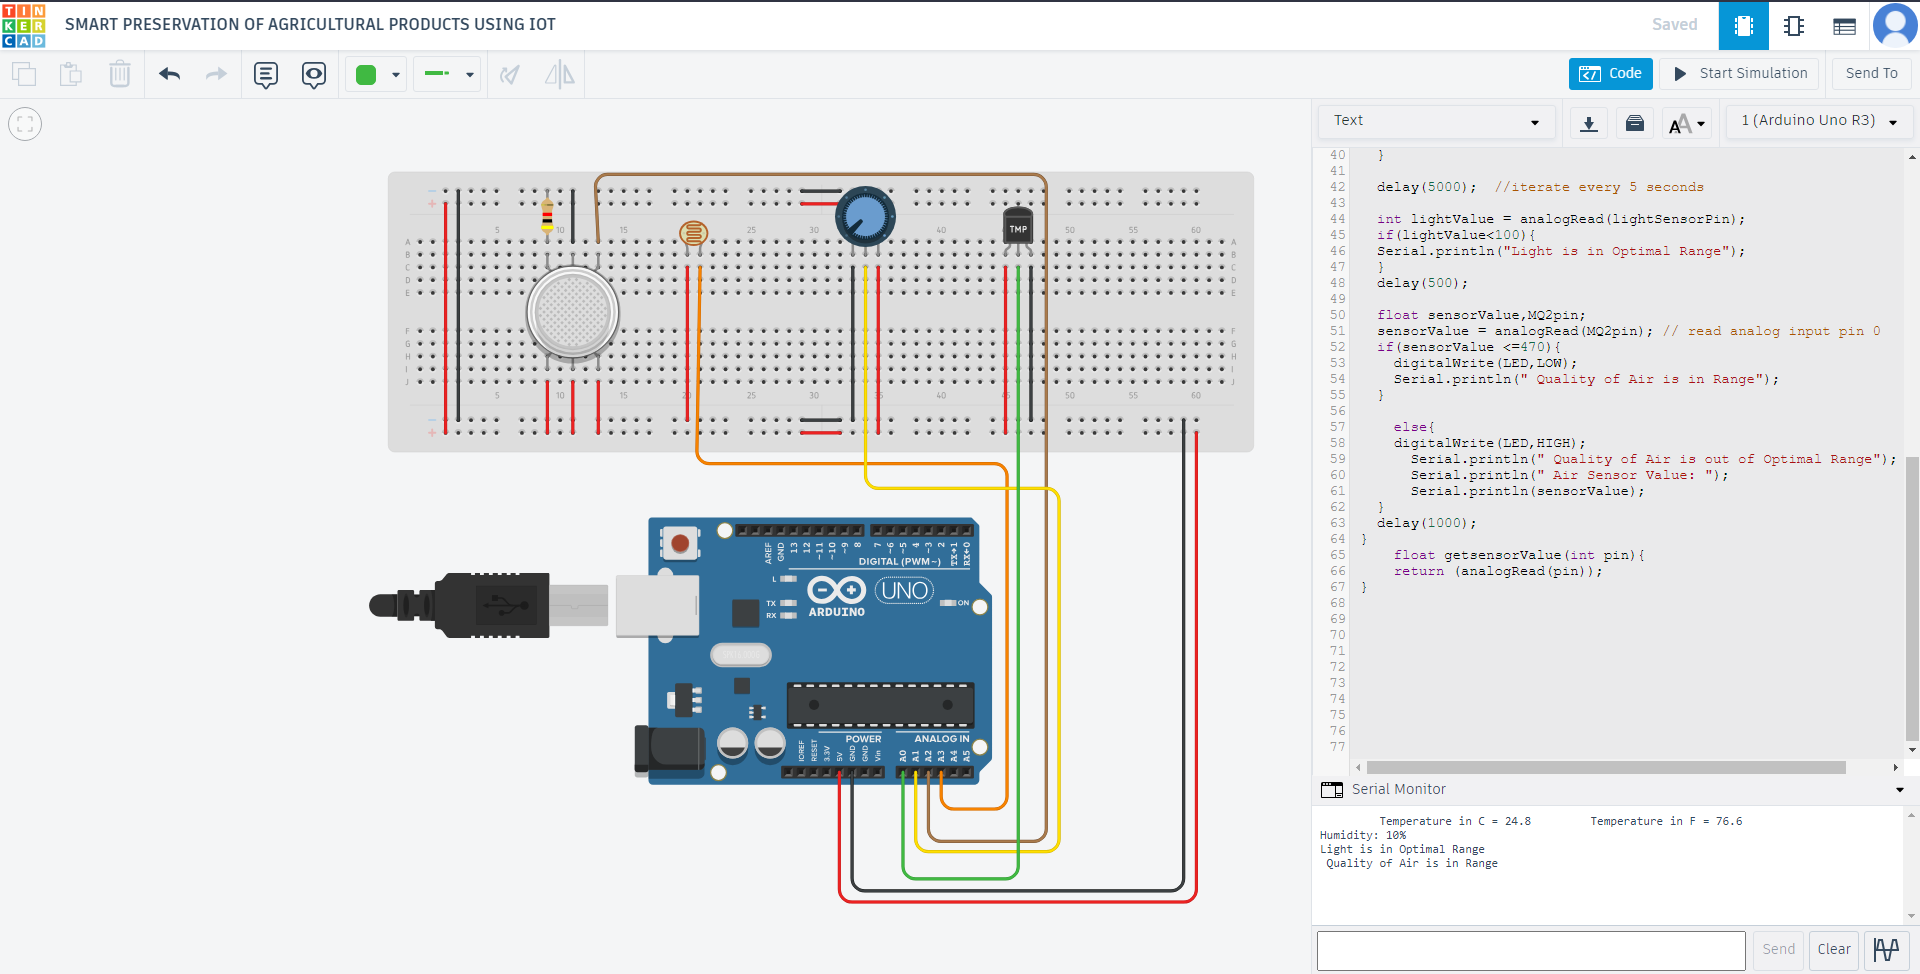 TIN
KER
CAD
SMART PRESERVATION OF AGRICULTURAL PRODUCTS USING IOT
Saved
Code
Start Simulation
Send To
Text
1 (Arduino Uno R3)
40 }
41
42 delay(5000); //iterate every 5 seconds
43
44 int lightValue = analogRead(lightSensorPin);
45 if(lightValue<100){
46 Serial.println("Light is in Optimal Range");
47 }
48 delay(500);
49
50 float sensorValue,MQ2pin;
51 sensorValue = analogRead(MQ2pin); // read analog input pin 0
52 if(sensorValue <=470){
53 digitalWrite(LED,LOW);
54 Serial.println(" Quality of Air is in Range");
55 }
56
57 else{
58 digitalWrite(LED,HIGH);
59 Serial.println(" Quality of Air is out of Optimal Range");
60 Serial.println(" Air Sensor Value: ");
61 Serial.println(sensorValue);
62 }
63 delay(1000);
64 }
65 float getsensorValue(int pin){
66 return (analogRead(pin));
67 }
68
69
70
71
72
73
74
75
76
77
Serial Monitor
Temperature in C = 24.8 Temperature in F = 76.6
Humidity: 10%
Light is in Optimal Range
Quality of Air is in Range
Send
Clear
5 10 15 30 40 50 55 60
A A
B B
C C
D D
E E
F F
G G
H H
I I
J J
5 10 15 20 25 30 35 40 45 50 55 60
TMP
AREF GND 13 12 ~11 ~10 ~9 8 7 ~6 ~5 4 ~3 2 TX→1 RX←0
DIGITAL (PWM~)
L
TX
RX
ARDUINO
UNO
ON
POWER
ANALOG IN
IOREF RESET 3.3V 5V GND GND Vin A0 A1 A2 A3 A4 A5